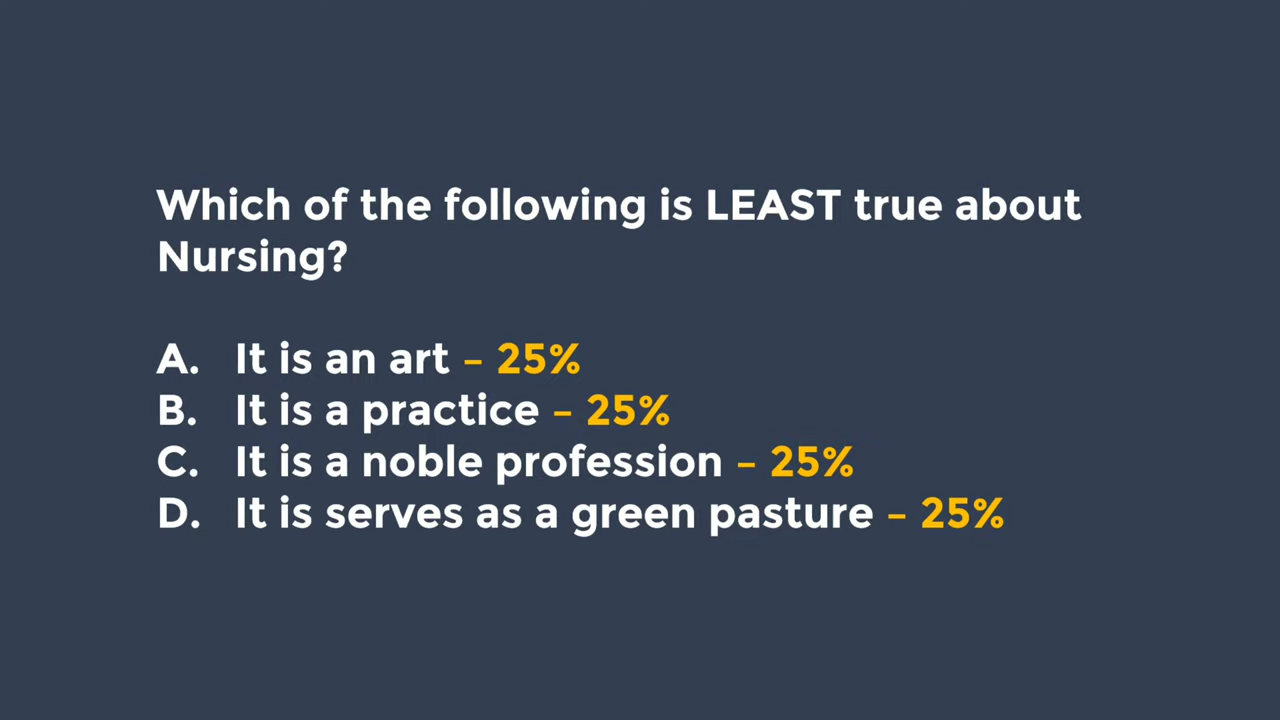 Which of the following is LEAST true about
Nursing?
A. It is an art – 25%
B. It is a practice – 25%
C. It is a noble profession – 25%
D. It is serves as a green pasture – 25%